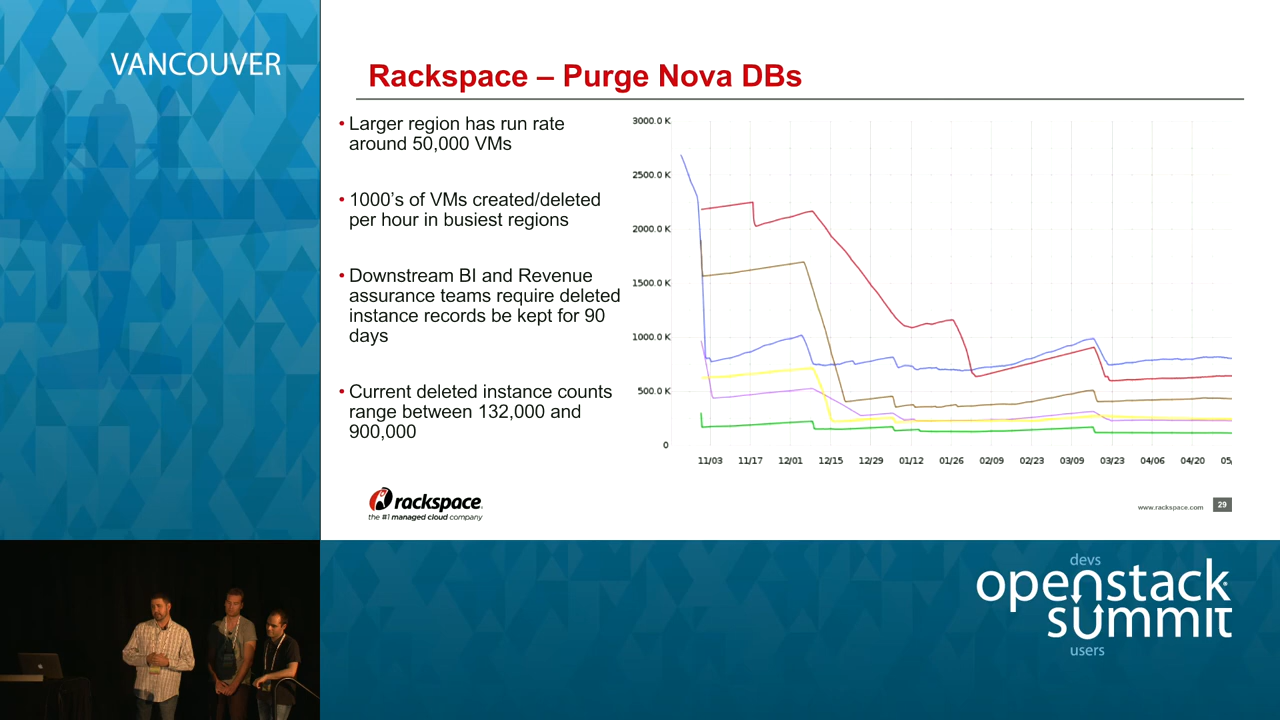 VANCOUVER
Rackspace – Purge Nova DBs
• Larger region has run rate
around 50,000 VMs
• 1000's of VMs created/deleted
per hour in busiest regions
• Downstream BI and Revenue
assurance teams require deleted
instance records be kept for 90
days
• Current deleted instance counts
range between 132,000 and
900,000
3000.0 K
2500.0 K
2000.0 K
1500.0 K
1000.0 K
500.0 K
0
11/03 11/17 12/01 12/15 12/29 01/12 01/26 02/09 02/23 03/09 03/23 04/06 04/20 05/
rackspace
the #1 managed cloud company
www.rackspace.com 29
devs
openstack
summit
users